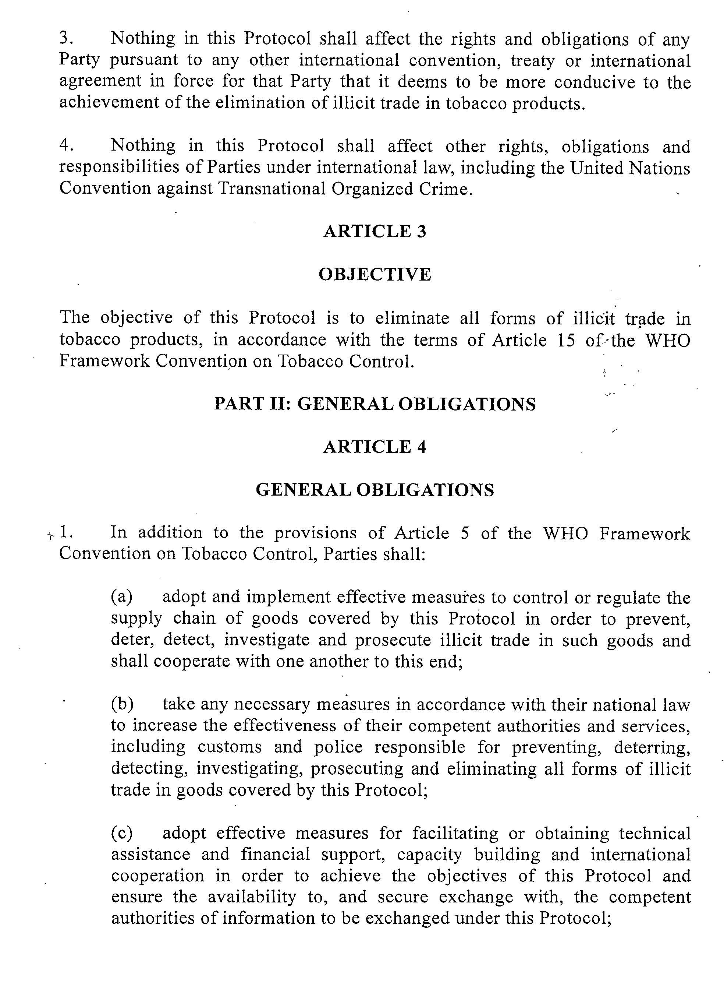 3. Nothing in this Protocol shall affect the rights and obligations of any
Party pursuant to any other international convention, treaty or international
agreement in force for that Party that it deems to be more conducive to the
achievement of the elimination of illicit trade in tobacco products.
4. Nothing in this Protocol shall affect other rights, obligations and
responsibilities of Parties under international law, including the United Nations
Convention against Transnational Organized Crime.
ARTICLE 3
OBJECTIVE
The objective of this Protocol is to eliminate all forms of illicit trade in
tobacco products, in accordance with the terms of Article 15 of the WHO
Framework Convention on Tobacco Control.
PART II: GENERAL OBLIGATIONS
ARTICLE 4
GENERAL OBLIGATIONS
1. In addition to the provisions of Article 5 of the WHO Framework
Convention on Tobacco Control, Parties shall:
(a) adopt and implement effective measures to control or regulate the
supply chain of goods covered by this Protocol in order to prevent,
deter, detect, investigate and prosecute illicit trade in such goods and
shall cooperate with one another to this end;
(b) take any necessary measures in accordance with their national law
to increase the effectiveness of their competent authorities and services,
including customs and police responsible for preventing, deterring,
detecting, investigating, prosecuting and eliminating all forms of illicit
trade in goods covered by this Protocol;
(c) adopt effective measures for facilitating or obtaining technical
assistance and financial support, capacity building and international
cooperation in order to achieve the objectives of this Protocol and
ensure the availability to, and secure exchange with, the competent
authorities of information to be exchanged under this Protocol;